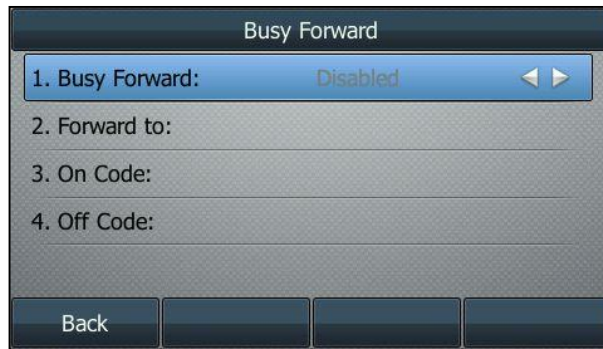 Busy Forward
1. Busy Forward: Disabled
2. Forward to:
3. On Code:
4. Off Code:
Back